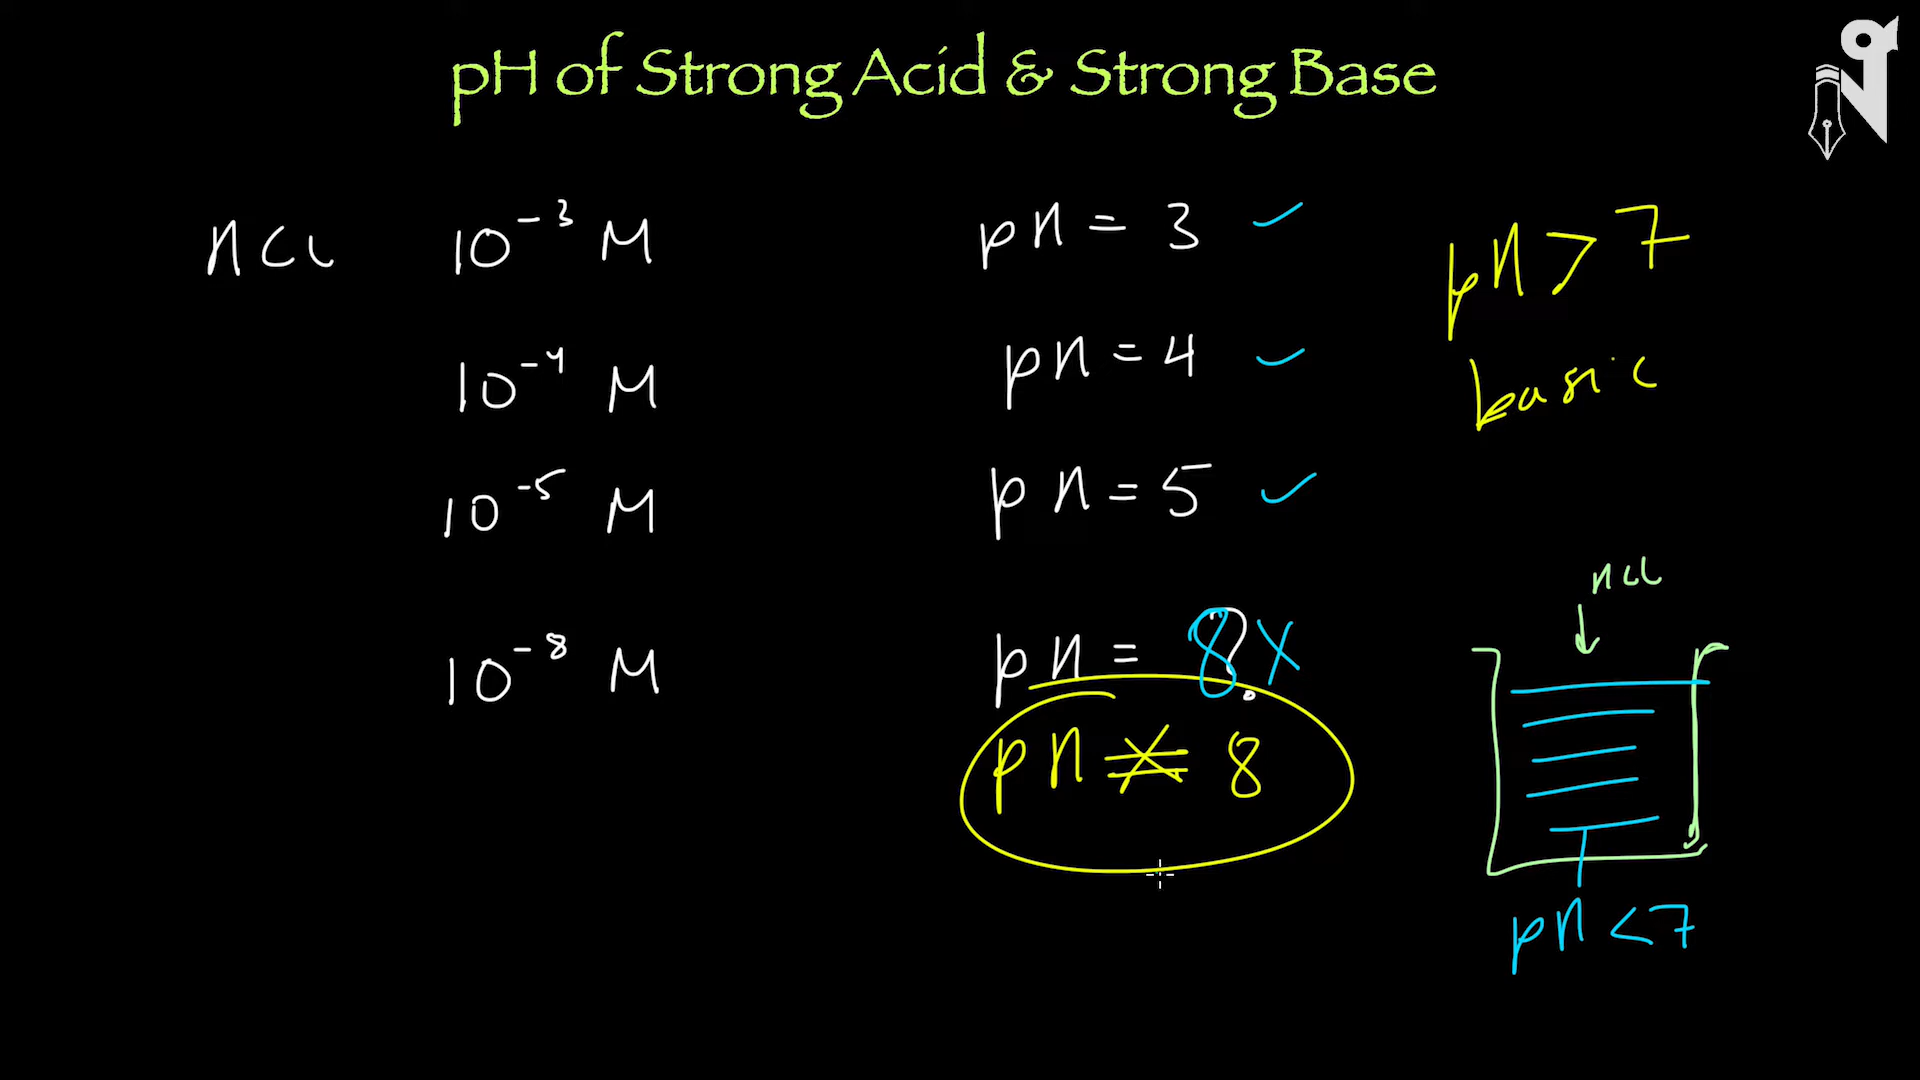 pH of Strong Acid & Strong Base
HCl 10⁻³ M pH = 3 ✓
pH > 7
10⁻⁴ M pH = 4 ✓
basic
10⁻⁵ M pH = 5 ✓
HCl
10⁻⁸ M pH = 8? X
pH ≠ 8
pH < 7